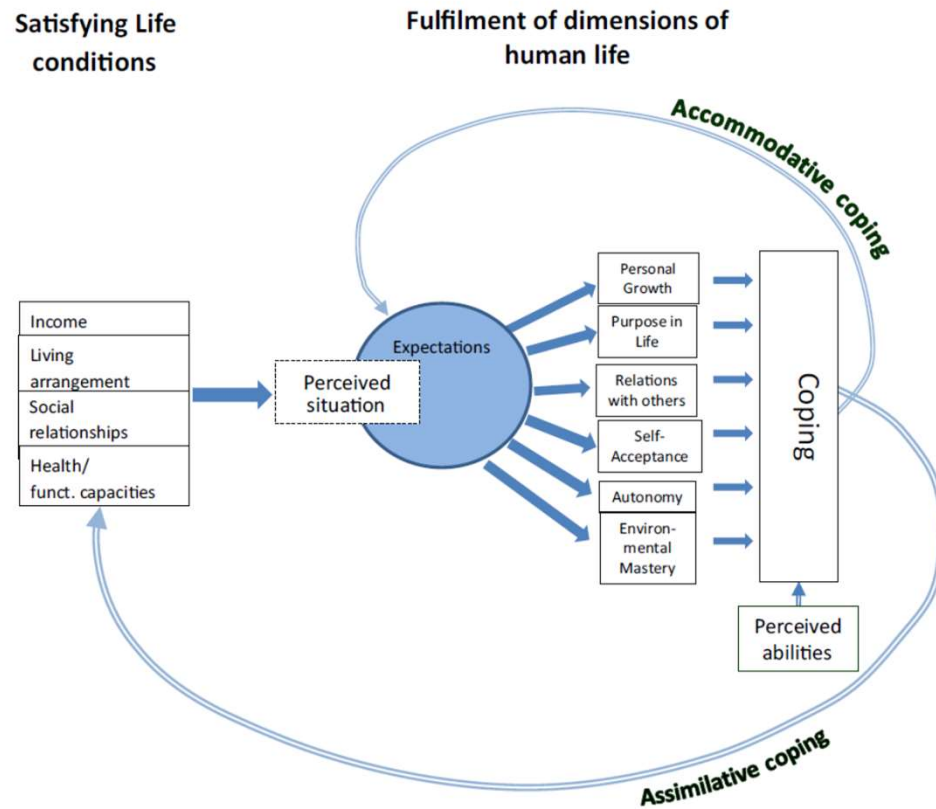 Satisfying Life
conditions
Fulfilment of dimensions of
human life
Accommodative coping
Income
Living
arrangement
Social
relationships
Health/
funct. capacities
Perceived
situation
Expectations
Personal
Growth
Purpose in
Life
Relations
with others
Self-
Acceptance
Autonomy
Environ-
mental
Mastery
Coping
Perceived
abilities
Assimilative coping